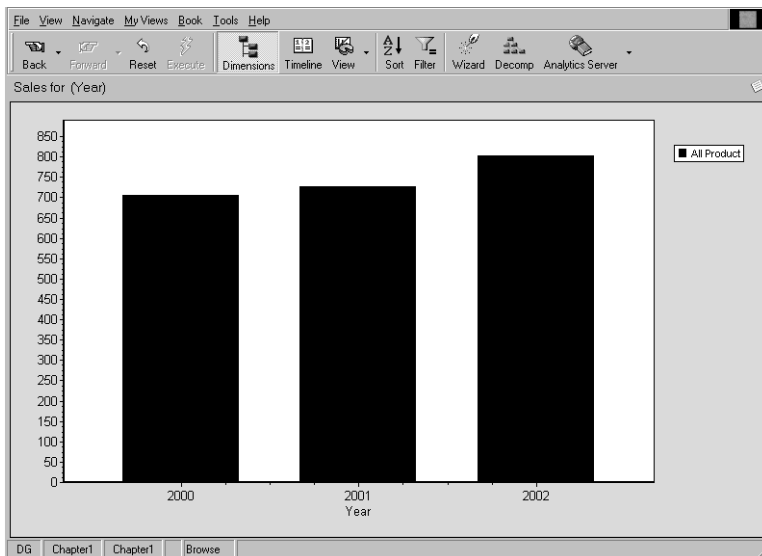 File View Navigate My Views Book Tools Help
Back Forward Reset Execute Dimensions Timeline View Sort Filter Wizard Decomp Analytics Server
Sales for (Year)
850
800
750
700
650
600
550
500
450
400
350
300
250
200
150
100
50
0
All Product
2000 2001 2002
Year
DG Chapter1 Chapter1 Browse